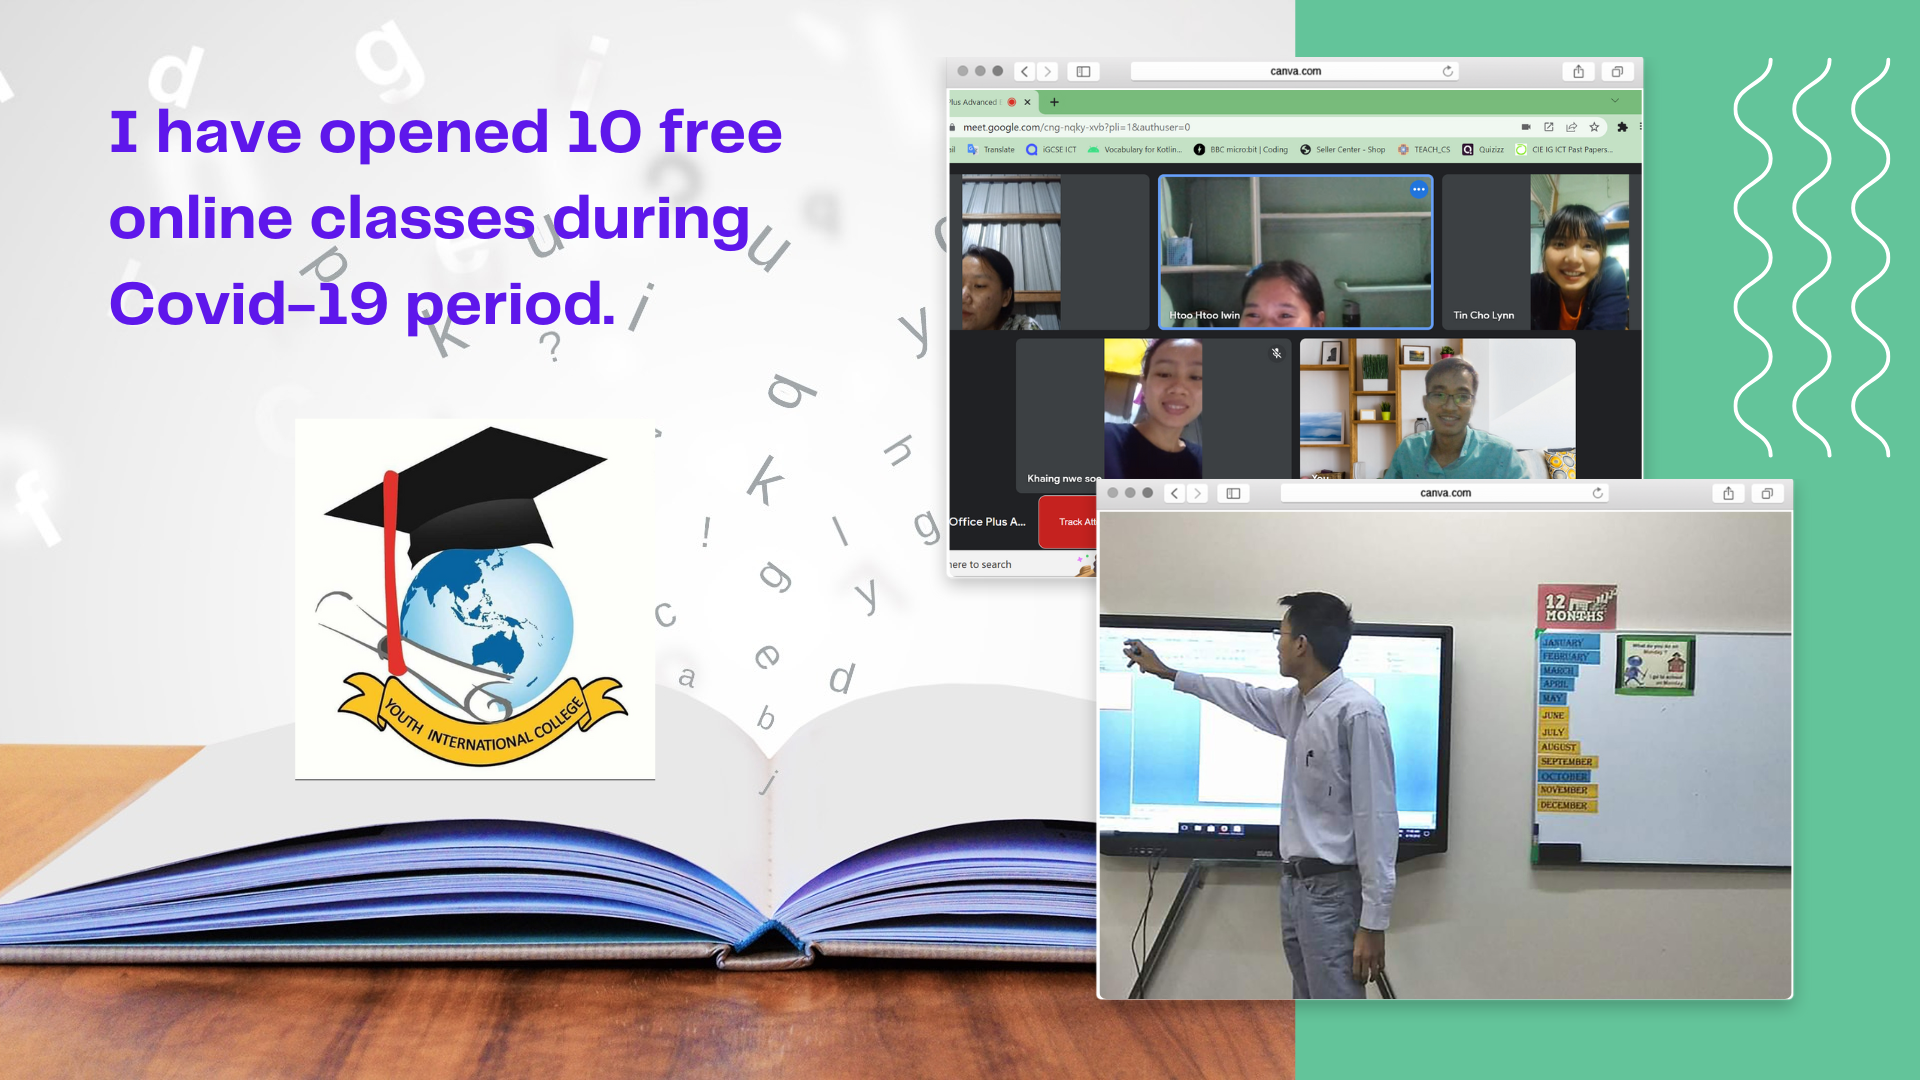 I have opened 10 free
online classes during
Covid-19 period.
YOUTH INTERNATIONAL COLLEGE
canva.com
lus Advanced
meet.google.com/cng-nqky-xvb?pli=1&authuser=0
Translate
iGCSE ICT
Vocabulary for Kotlin...
BBC micro:bit | Coding
Seller Center - Shop
TEACH_CS
Quizizz
CIE IG ICT Past Papers...
Htoo Htoo lwin
Tin Cho Lynn
Khaing nwe soe
You
Office Plus A...
Track Att
here to search
canva.com
12
MONTHS
JANUARY
FEBRUARY
MARCH
APRIL
MAY
JUNE
JULY
AUGUST
SEPTEMBER
OCTOBER
NOVEMBER
DECEMBER
What do you do on
Monday ?
I go to school
on Monday.